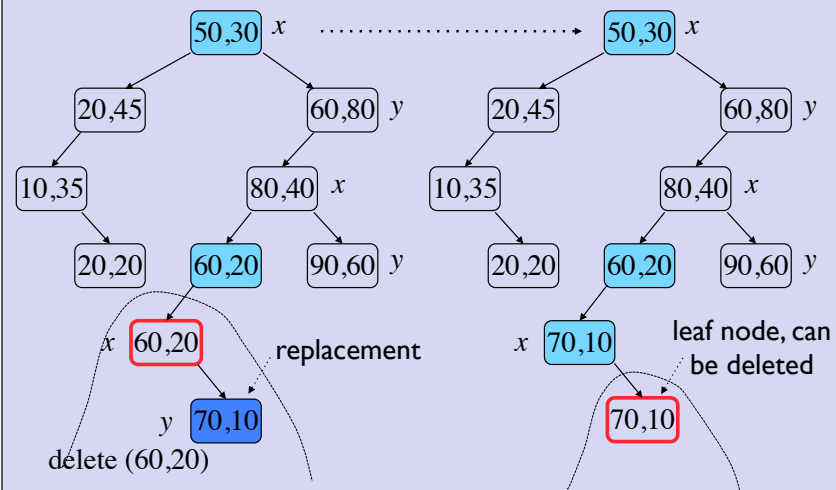 50,30 x
20,45
60,80 y
10,35
80,40 x
20,20
60,20
90,60 y
x 60,20
replacement
y 70,10
delete (60,20)
50,30 x
20,45
60,80 y
10,35
80,40 x
20,20
60,20
90,60 y
x 70,10
leaf node, can
be deleted
70,10